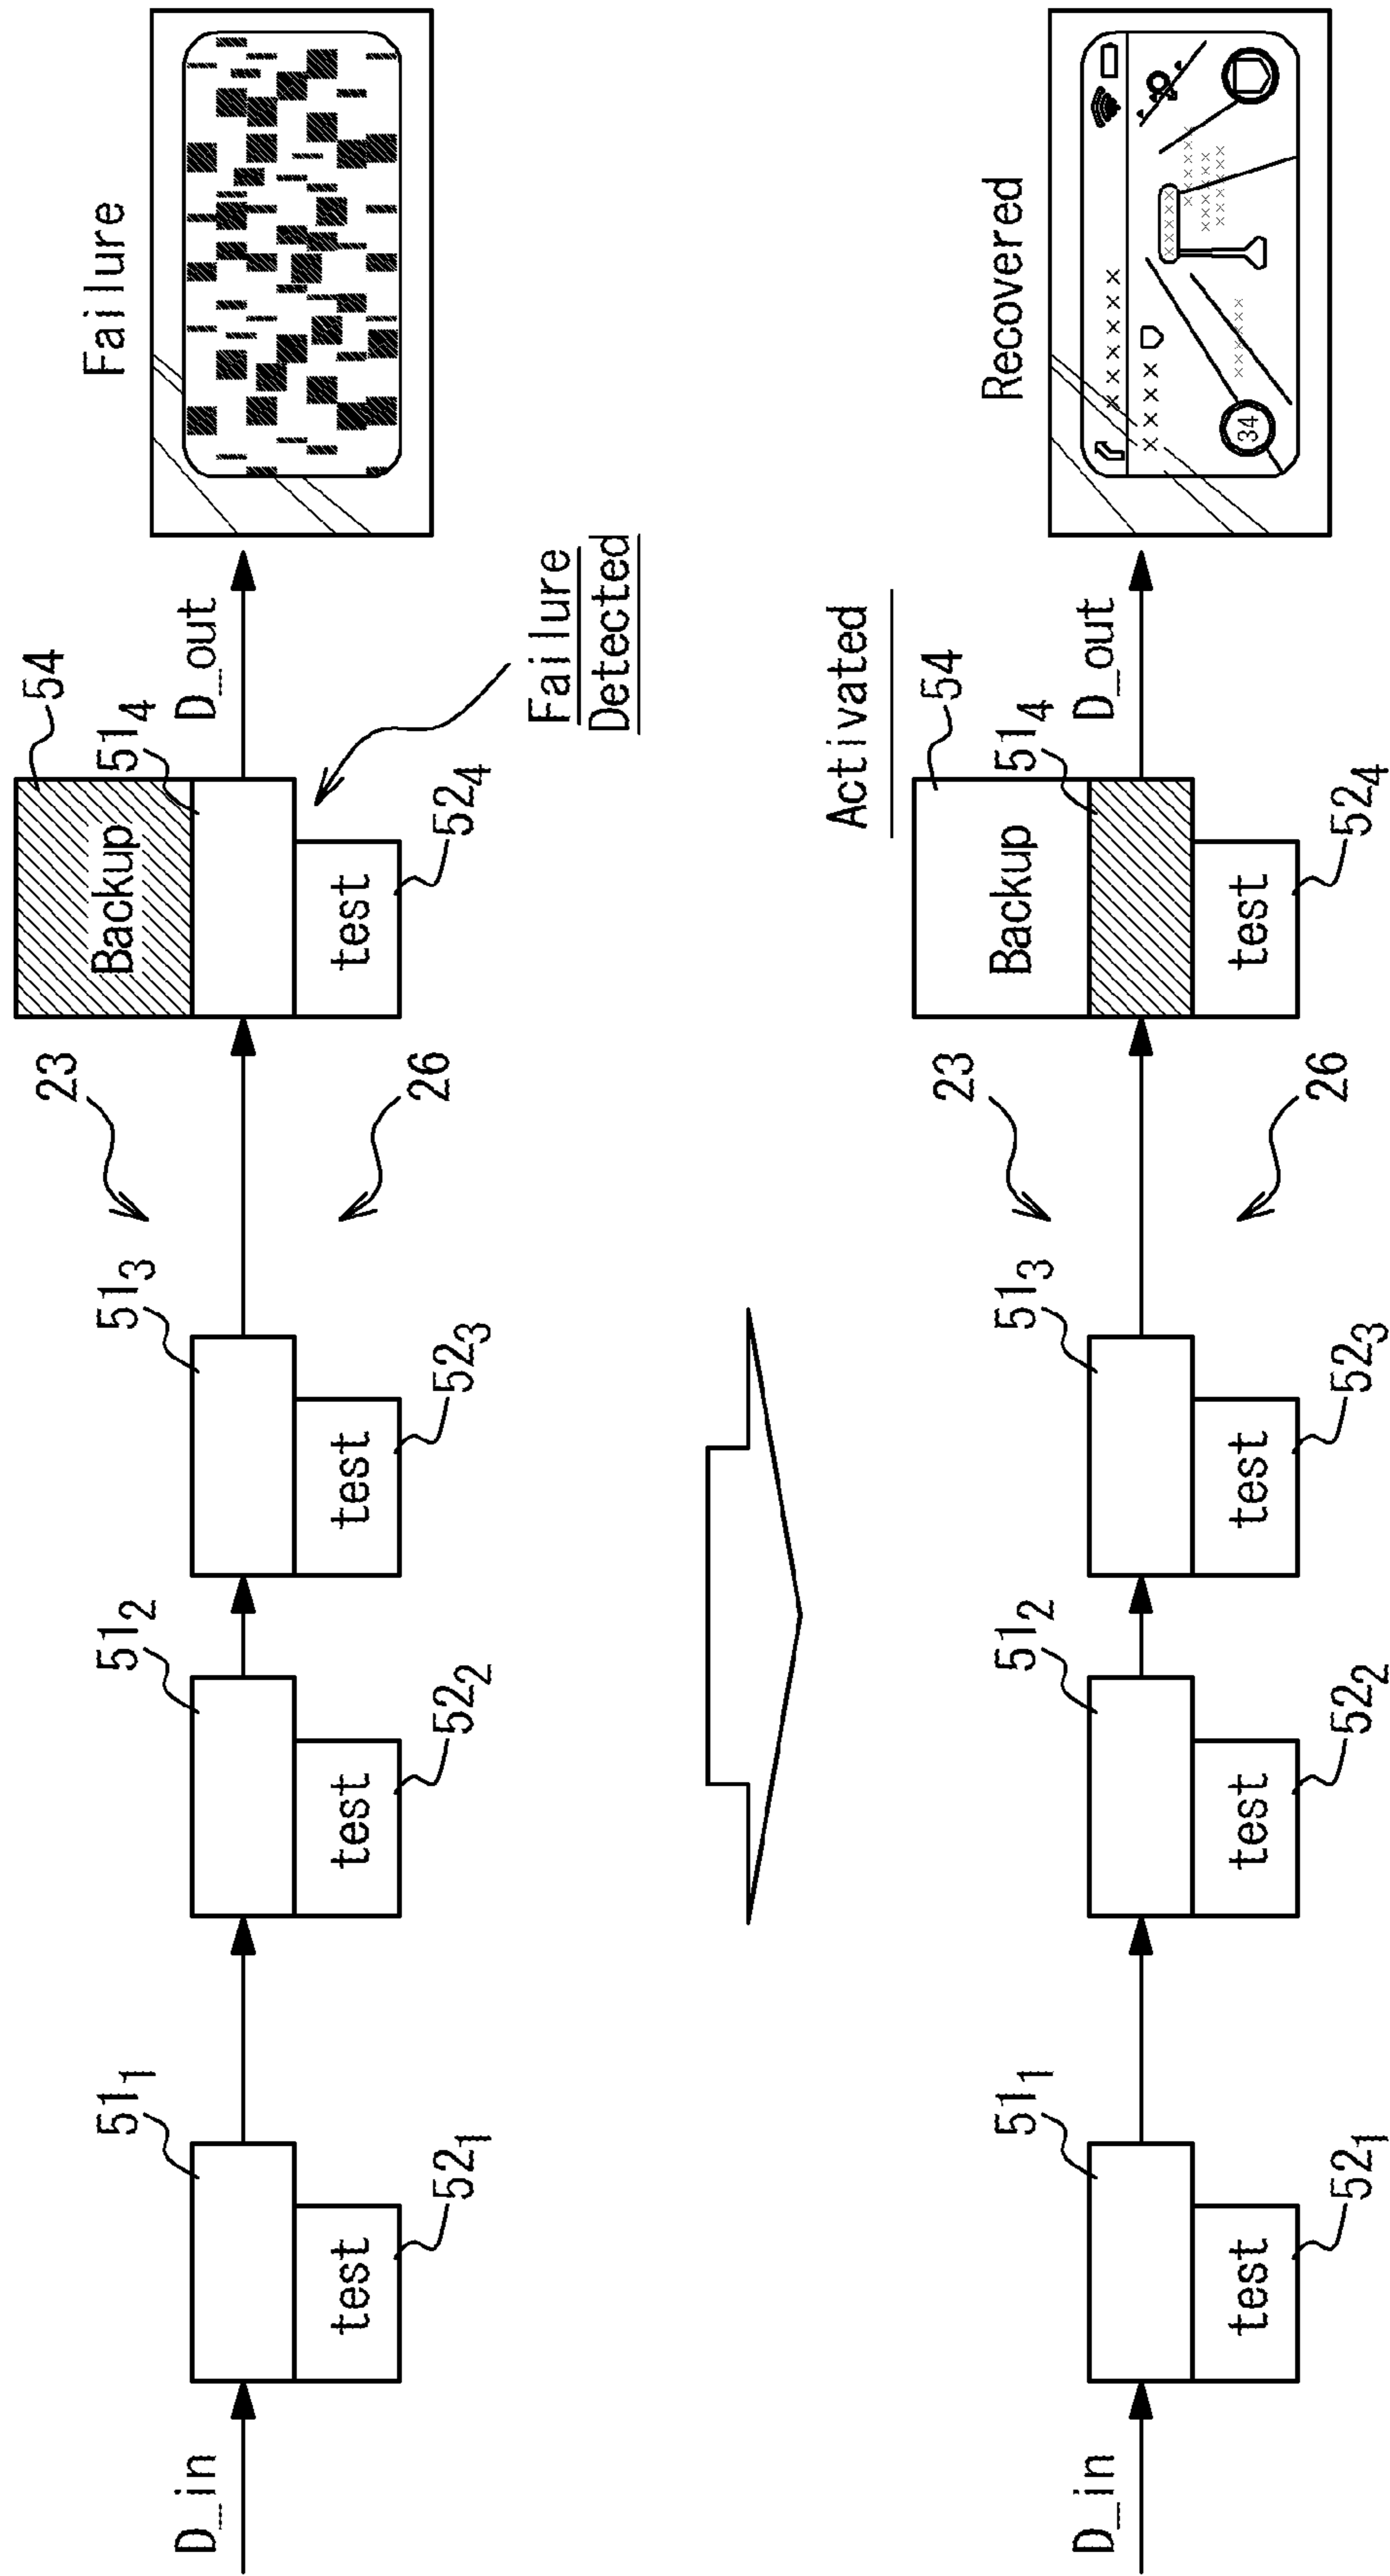 54
23
51₁
51₂
51₃
51₄
Backup
Failure
D_in
D_out
test
test
test
test
26
52₁
52₂
52₃
52₄
Failure
Detected
Activated
54
23
51₁
51₂
51₃
51₄
Backup
Recovered
D_in
D_out
××××××
××××
×××××
×××××
×××××
×××××
××××××
34
test
test
test
test
26
52₁
52₂
52₃
52₄